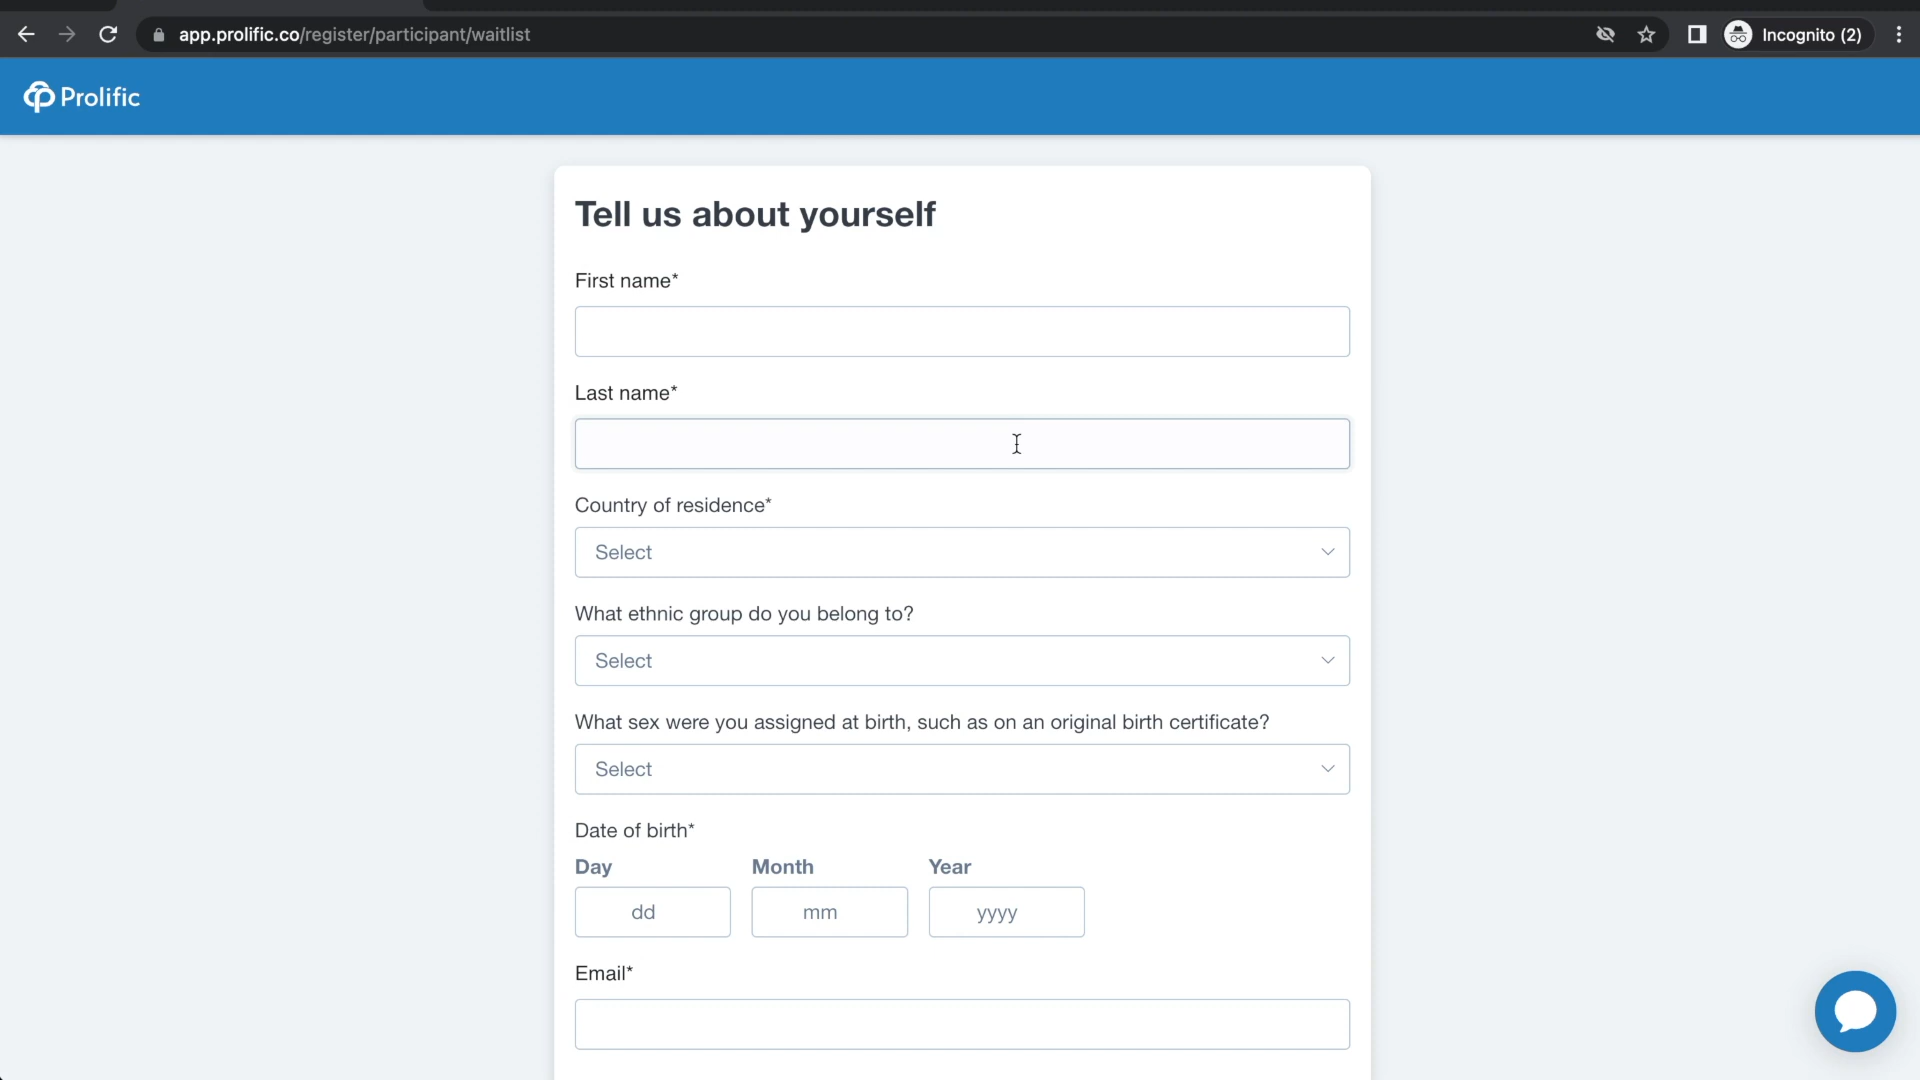 app.prolific.co/register/participant/waitlist
Incognito (2)
Prolific
Tell us about yourself
First name*
Last name*
Country of residence*
Select
What ethnic group do you belong to?
Select
What sex were you assigned at birth, such as on an original birth certificate?
Select
Date of birth*
Day Month Year
dd mm yyyy
Email*